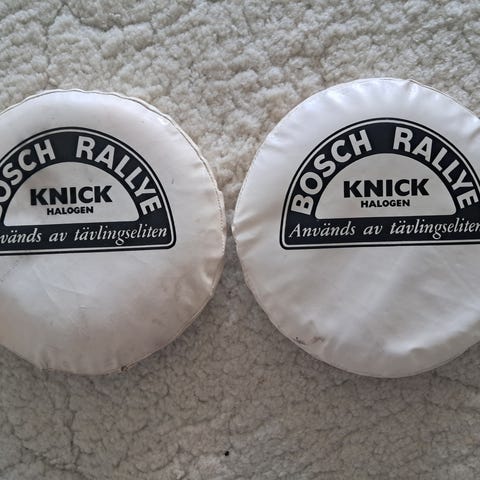 BOSCH RALLYE
KNICK
HALOGEN
Används av tävlingseliten
BOSCH RALLYE
KNICK
HALOGEN
Används av tävlingseliten